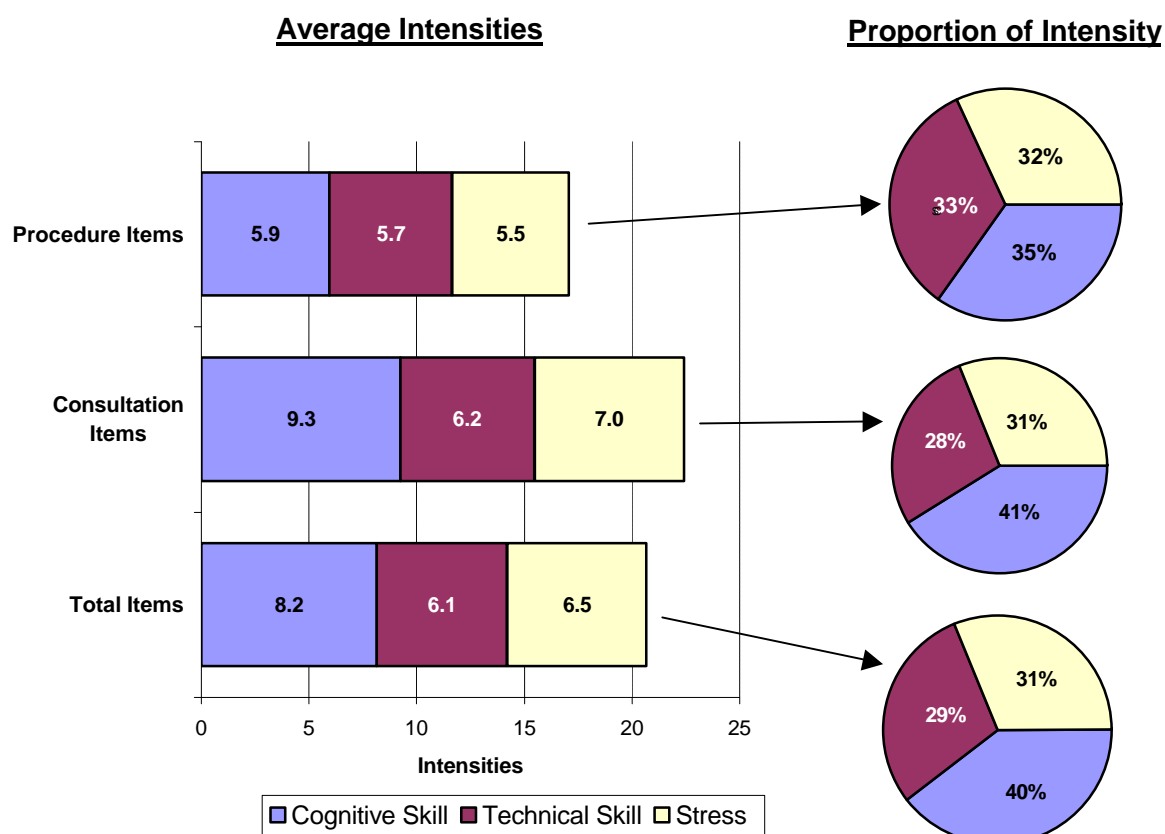 Average Intensities
Proportion of Intensity
Procedure Items
5.9
5.7
5.5
32%
33%
35%
Consultation
Items
9.3
6.2
7.0
31%
28%
41%
Total Items
8.2
6.1
6.5
31%
29%
40%
0 5 10 15 20 25
Intensities
Cognitive Skill Technical Skill Stress